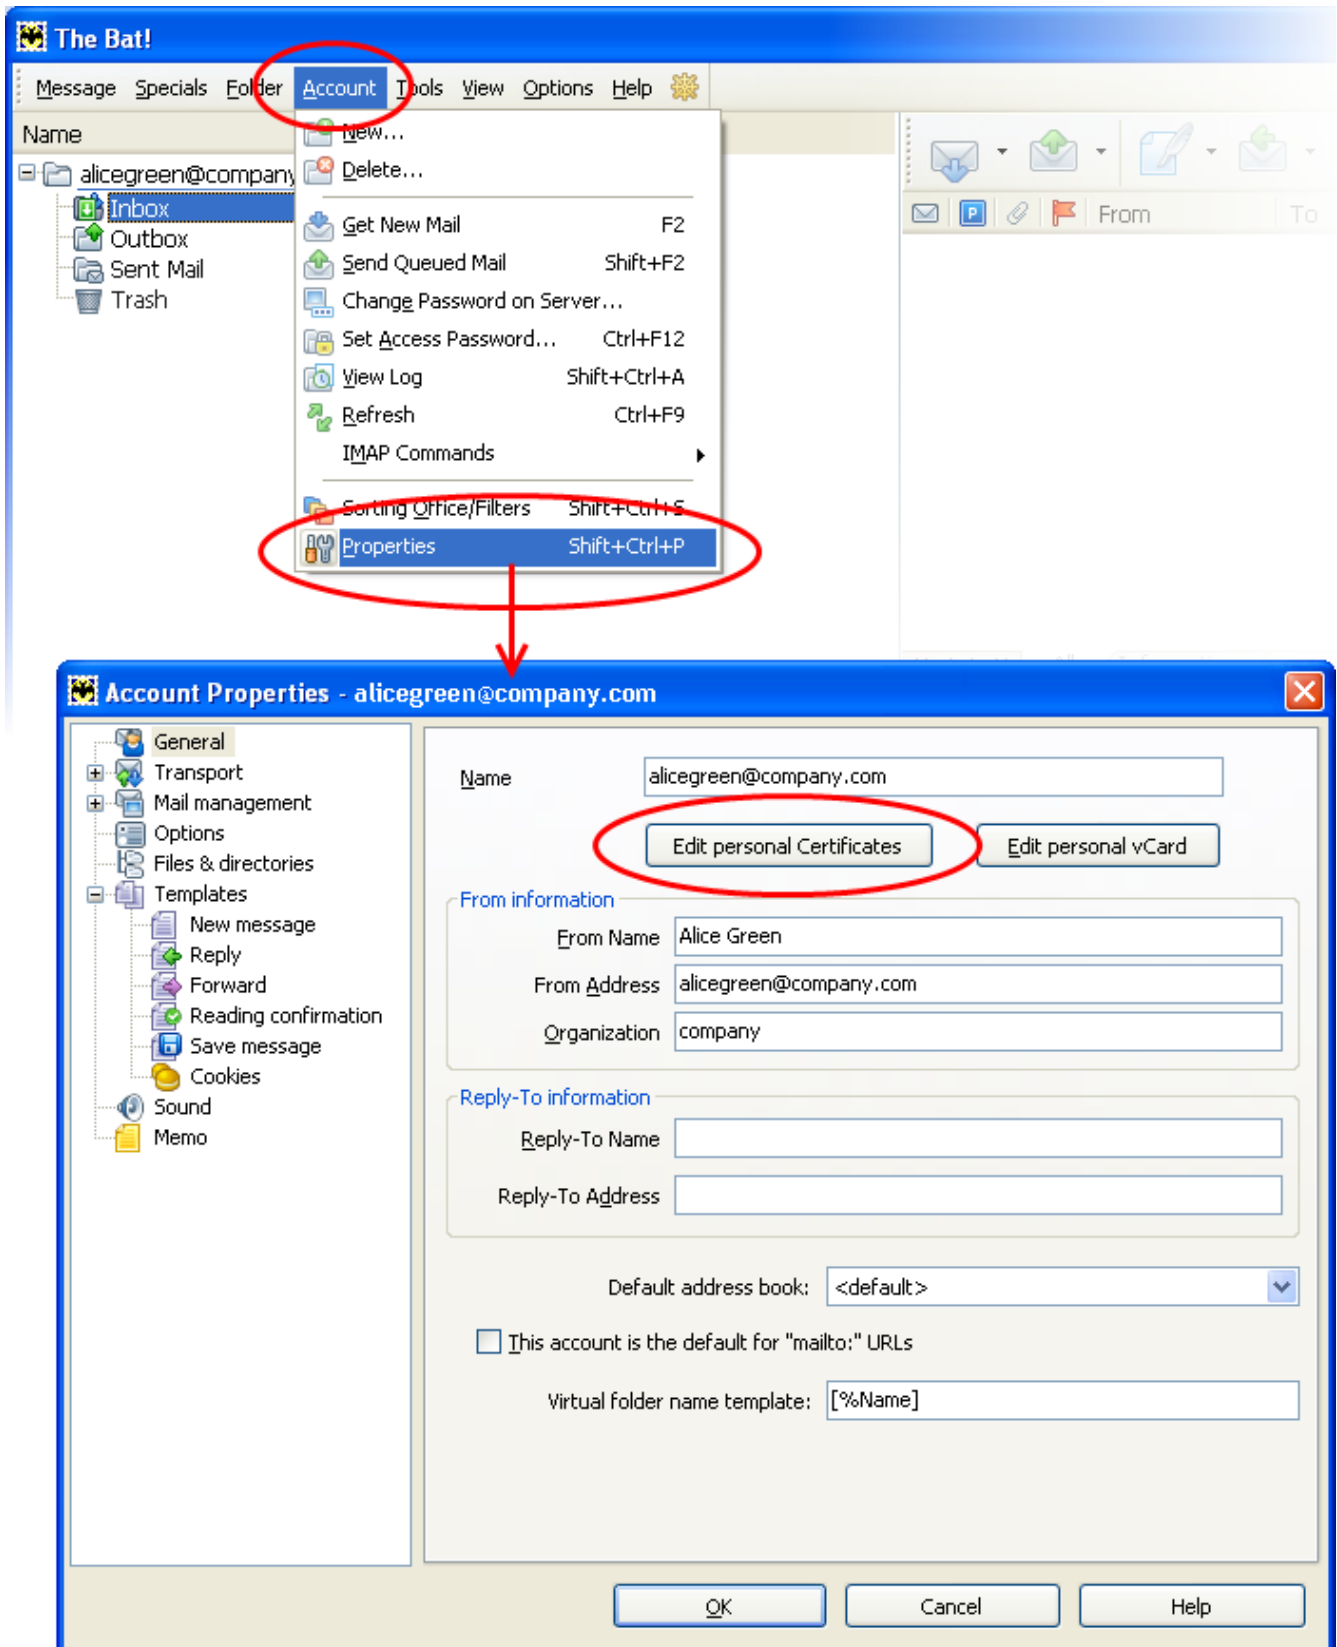 The Bat!
Message Specials Folder Account Tools View Options Help
Name
alicegreen@company
Inbox
Outbox
Sent Mail
Trash
New...
Delete...
Get New Mail F2
Send Queued Mail Shift+F2
Change Password on Server...
Set Access Password... Ctrl+F12
View Log Shift+Ctrl+A
Refresh Ctrl+F9
IMAP Commands
Sorting Office/Filters Shift+Ctrl+S
Properties Shift+Ctrl+P
P From To
Account Properties - alicegreen@company.com
General
Transport
Mail management
Options
Files & directories
Templates
New message
Reply
Forward
Reading confirmation
Save message
Cookies
Sound
Memo
Name alicegreen@company.com
Edit personal Certificates Edit personal vCard
From information
From Name Alice Green
From Address alicegreen@company.com
Organization company
Reply-To information
Reply-To Name
Reply-To Address
Default address book: <default>
This account is the default for "mailto:" URLs
Virtual folder name template: [%Name]
OK Cancel Help